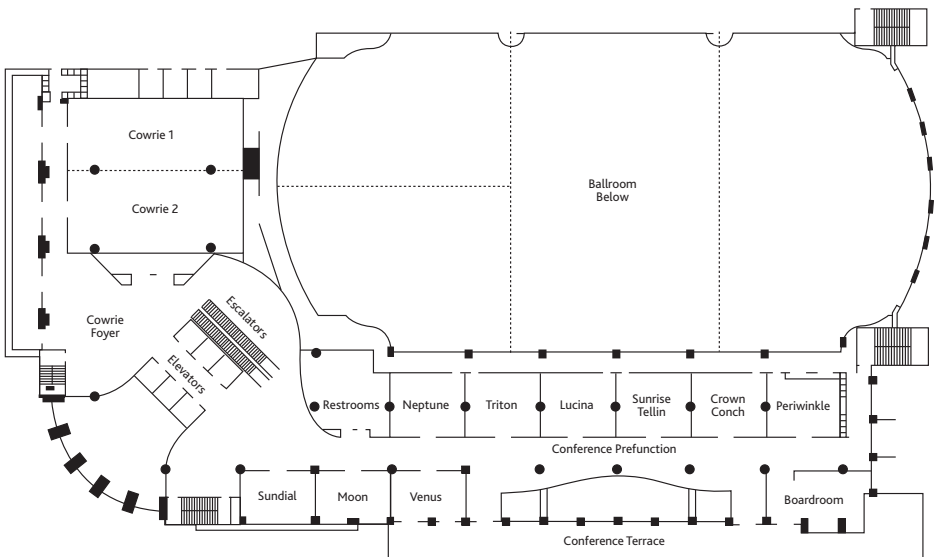 Cowrie 1
Cowrie 2
Ballroom
Below
Cowrie
Foyer
Escalators
Elevators
Restrooms
Neptune
Triton
Lucina
Sunrise
Tellin
Crown
Conch
Periwinkle
Conference Prefunction
Sundial
Moon
Venus
Boardroom
Conference Terrace